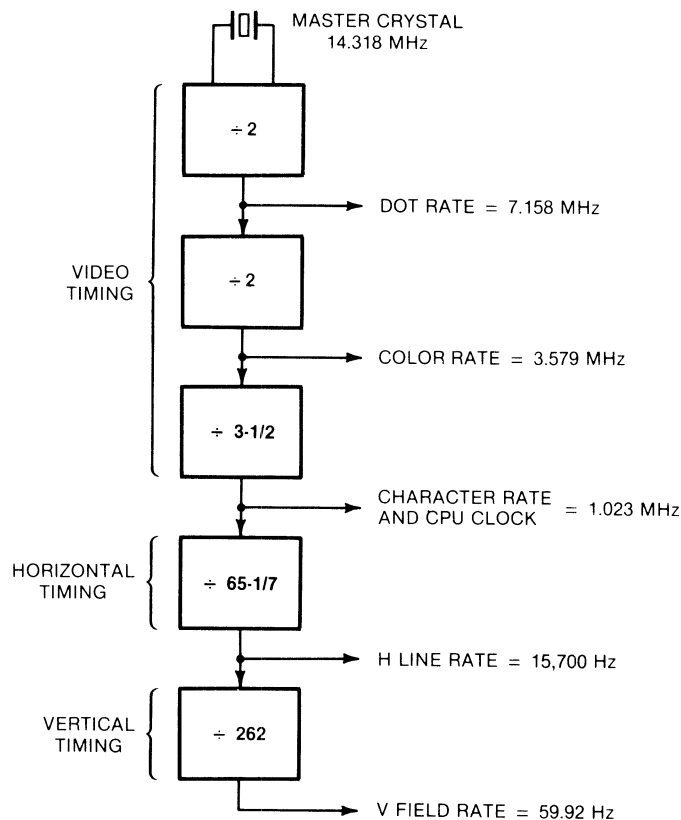 MASTER CRYSTAL
14.318 MHz
÷ 2
DOT RATE = 7.158 MHz
VIDEO
TIMING
÷ 2
COLOR RATE = 3.579 MHz
÷ 3-1/2
CHARACTER RATE
AND CPU CLOCK = 1.023 MHz
HORIZONTAL
TIMING
÷ 65-1/7
H LINE RATE = 15,700 Hz
VERTICAL
TIMING
÷ 262
V FIELD RATE = 59.92 Hz